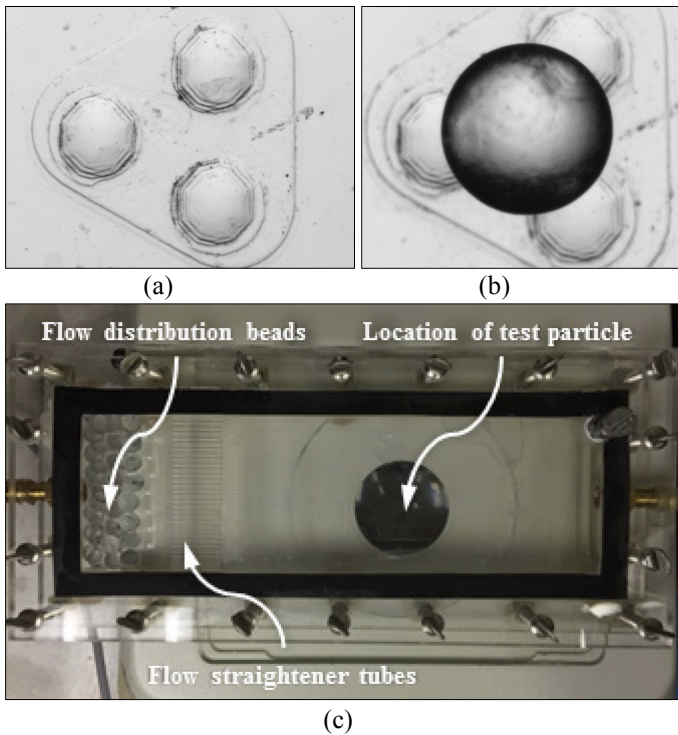 (a)
(b)
Flow distribution beads
Location of test particle
Flow straightener tubes
(c)